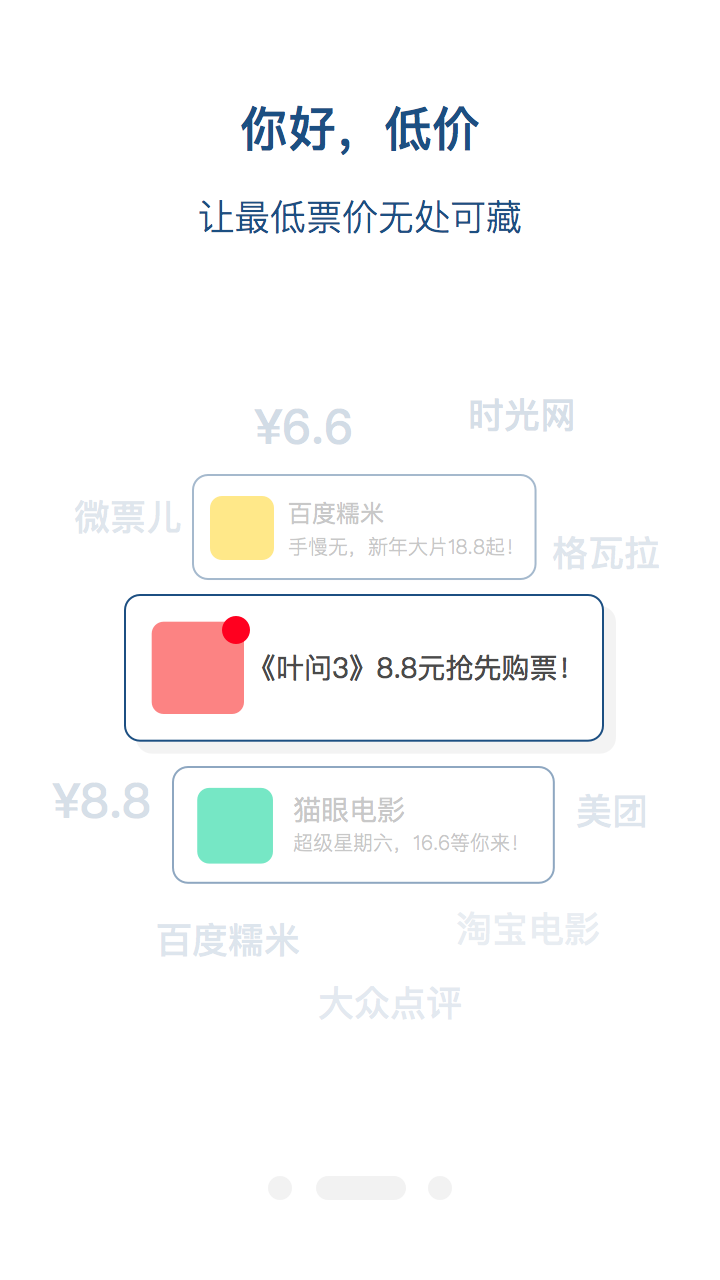 你好，低价
让最低票价无处可藏
时光网
¥6.6
微票儿
百度糯米
手慢无，新年大片18.8起！
格瓦拉
《叶问3》8.8元抢先购票！
¥8.8
猫眼电影
超级星期六，16.6等你来！
美团
百度糯米
淘宝电影
大众点评